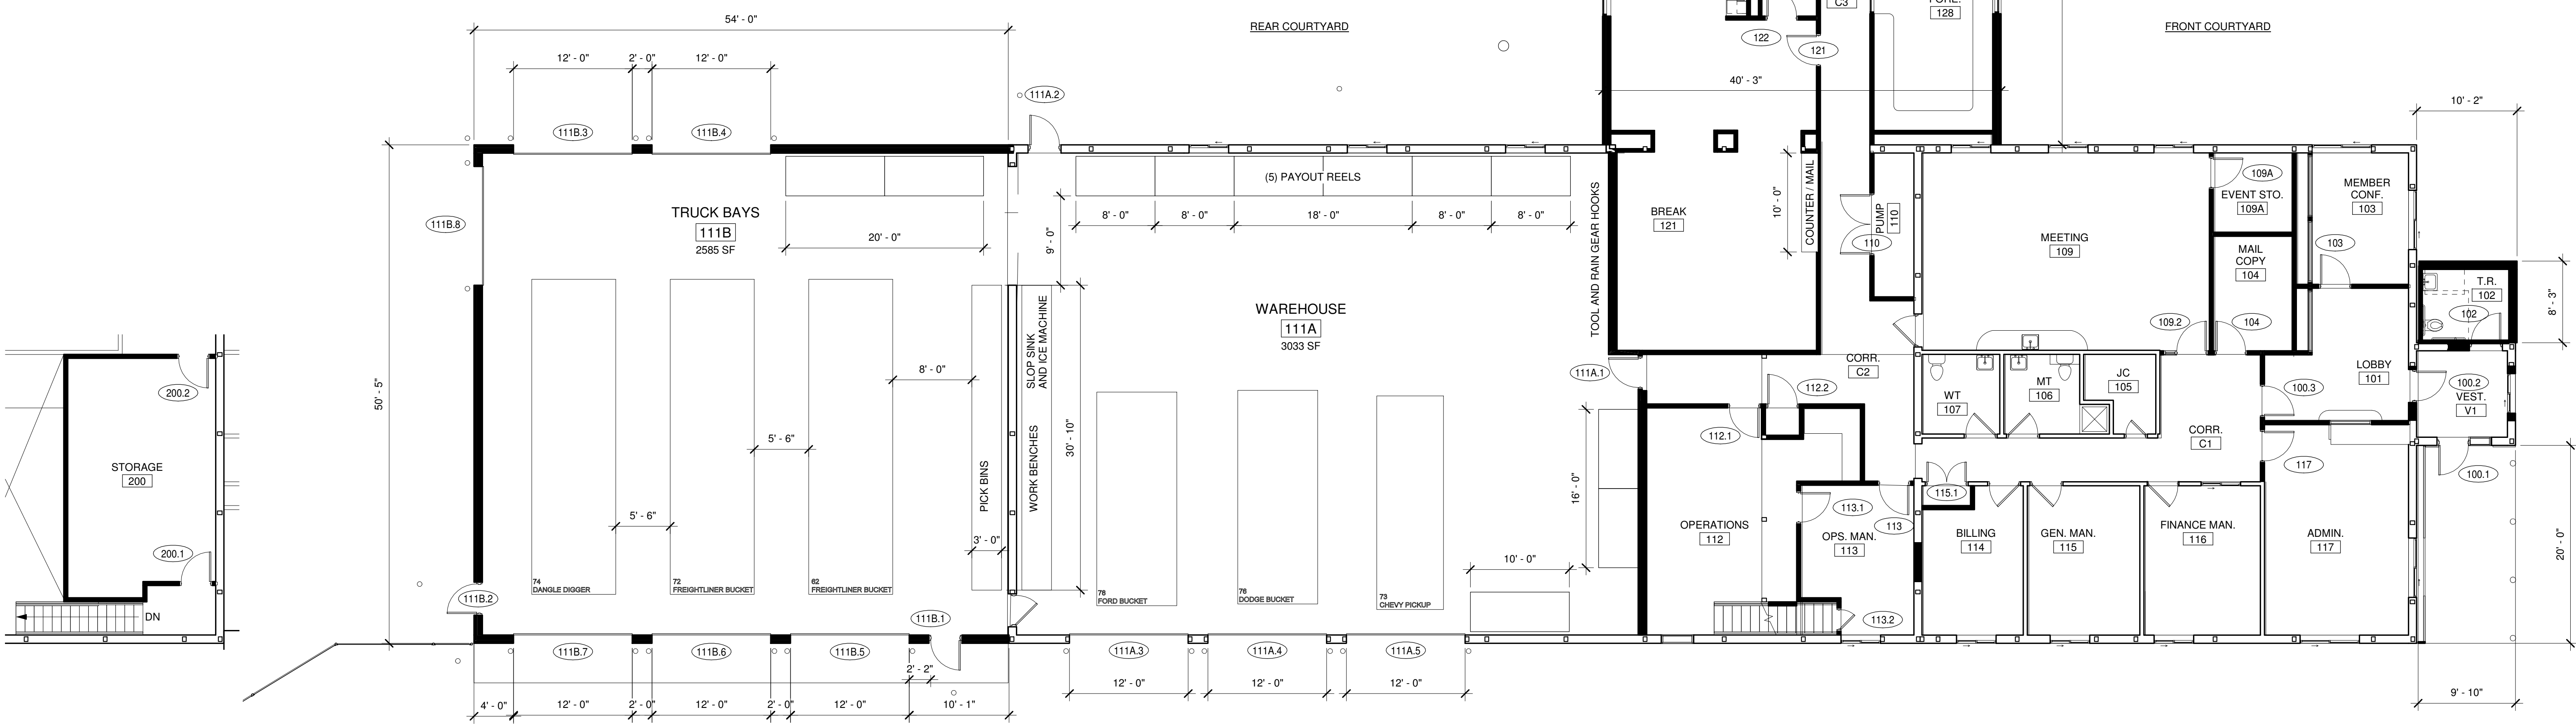 54' - 0"
REAR COURTYARD
C3
128
FRONT COURTYARD
122
121
12' - 0"
2' - 0"
12' - 0"
40' - 3"
111A.2
10' - 2"
111B.3
111B.4
(5) PAYOUT REELS
8' - 0"
8' - 0"
18' - 0"
8' - 0"
8' - 0"
TRUCK BAYS
111B
2585 SF
20' - 0"
9' - 0"
111B.8
50' - 5"
TOOL AND RAIN GEAR HOOKS
BREAK
121
10' - 0"
COUNTER / MAIL
PUMP
110
110
MEETING
109
109A
EVENT STO.
109A
MEMBER
CONF.
103
103
MAIL
COPY
104
104
109.2
T.R.
102
102
8' - 3"
WAREHOUSE
111A
3033 SF
SLOP SINK
AND ICE MACHINE
WORK BENCHES
30' - 10"
PICK BINS
3' - 0"
8' - 0"
5' - 6"
5' - 6"
111A.1
112.2
CORR.
C2
WT
107
MT
106
JC
105
LOBBY
101
100.3
100.2
VEST.
V1
200.2
STORAGE
200
200.1
DN
112.1
CORR.
C1
117
100.1
16' - 0"
10' - 0"
OPERATIONS
112
113.1
113
OPS. MAN.
113
113.2
115.1
BILLING
114
GEN. MAN.
115
FINANCE MAN.
116
ADMIN.
117
20' - 0"
74
DANGLE DIGGER
72
FREIGHTLINER BUCKET
62
FREIGHTLINER BUCKET
78
FORD BUCKET
76
DODGE BUCKET
73
CHEVY PICKUP
111B.2
111B.1
111B.7
111B.6
111B.5
2' - 2"
111A.3
111A.4
111A.5
12' - 0"
12' - 0"
12' - 0"
4' - 0"
12' - 0"
2' - 0"
12' - 0"
2' - 0"
12' - 0"
10' - 1"
9' - 10"